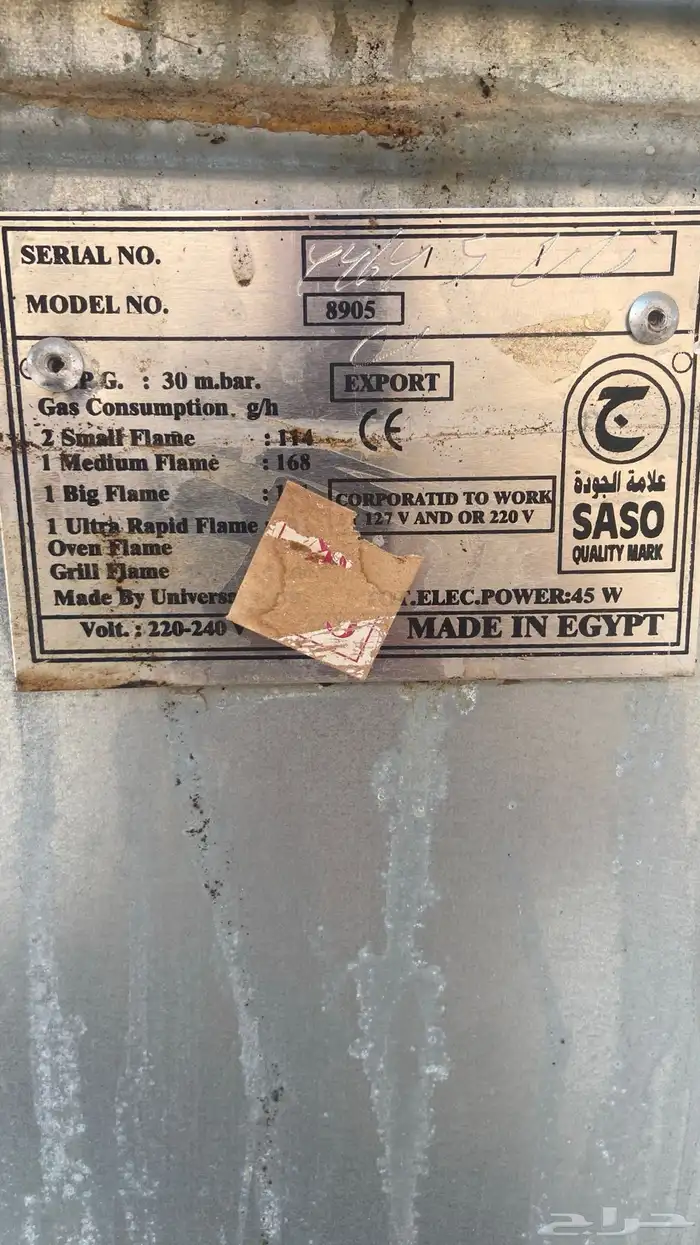 SERIAL NO.
MODEL NO. 8905
P.G. : 30 m.bar.
EXPORT
Gas Consumption. g/h
CE
2 Small Flame : 114
1 Medium Flame : 168
1 Big Flame :
CORPORATID TO WORK
127 V AND OR 220 V
1 Ultra Rapid Flame
Oven Flame
Grill Flame
Made By
.ELEC.POWER:45 W
Volt. : 220-240 V
MADE IN EGYPT
ج
علامة الجودة
SASO
QUALITY MARK
حراج